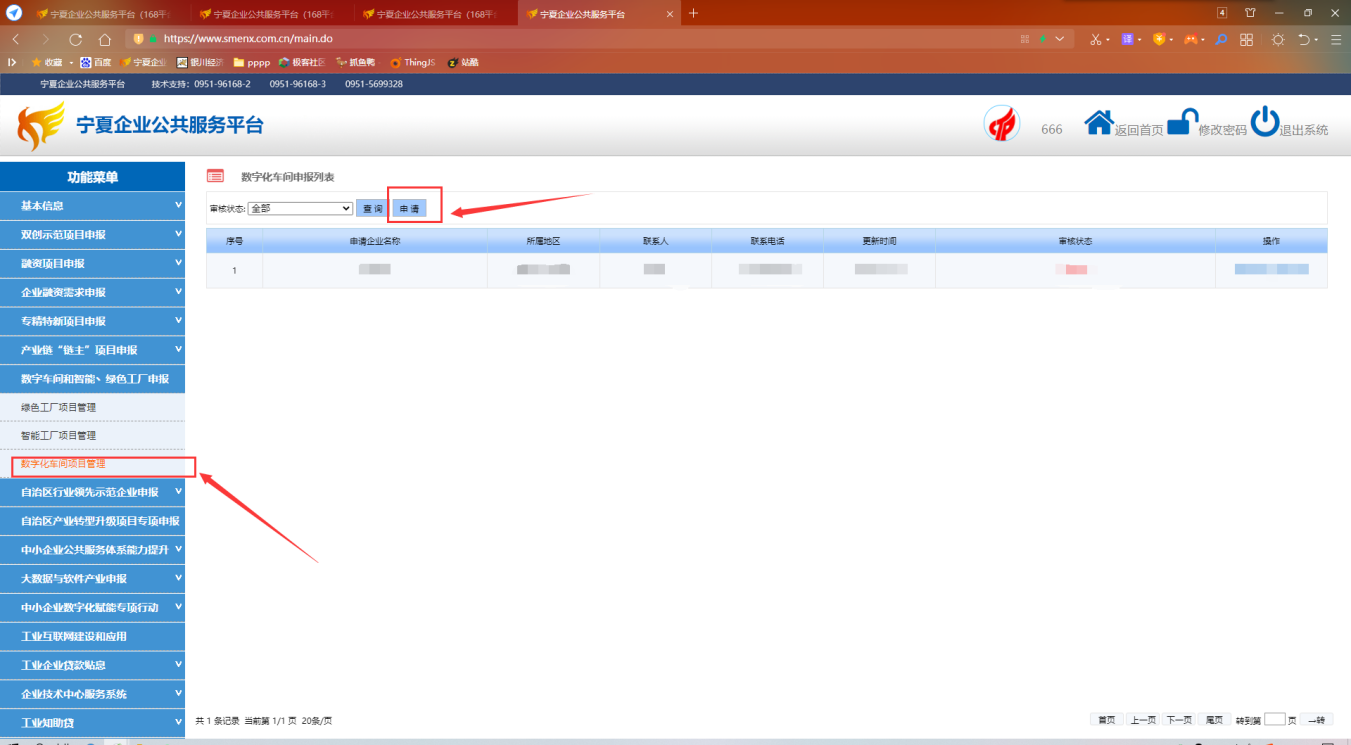 宁夏企业公共服务平台（168平
宁夏企业公共服务平台（168平
宁夏企业公共服务平台（168平
宁夏企业公共服务平台
4
https://www.smenx.com.cn/main.do
收藏 百度 宁夏企业 银川经济 pppp 极客社区 抓鱼鸭 ThingJS 站酷
宁夏企业公共服务平台 技术支持：0951-96168-2 0951-96168-3 0951-5699328
宁夏企业公共服务平台
666 返回首页 修改密码 退出系统
功能菜单
基本信息
双创示范项目申报
融资项目申报
企业融资需求申报
专精特新项目申报
产业链“链主”项目申报
数字车间和智能、绿色工厂申报
绿色工厂项目管理
智能工厂项目管理
数字化车间项目管理
自治区行业领先示范企业申报
自治区产业转型升级项目专项申报
中小企业公共服务体系能力提升
大数据与软件产业申报
中小企业数字化赋能专项行动
工业互联网建设和应用
工业企业贷款贴息
企业技术中心服务系统
工业知助贷
数字化车间申报列表
审核状态: 全部 查询 申请
序号 申请企业名称 所属地区 联系人 联系电话 更新时间 审核状态 操作
1
共 1 条记录 当前第 1/1 页 20条/页
首页 上一页 下一页 尾页 转到第 页 →转